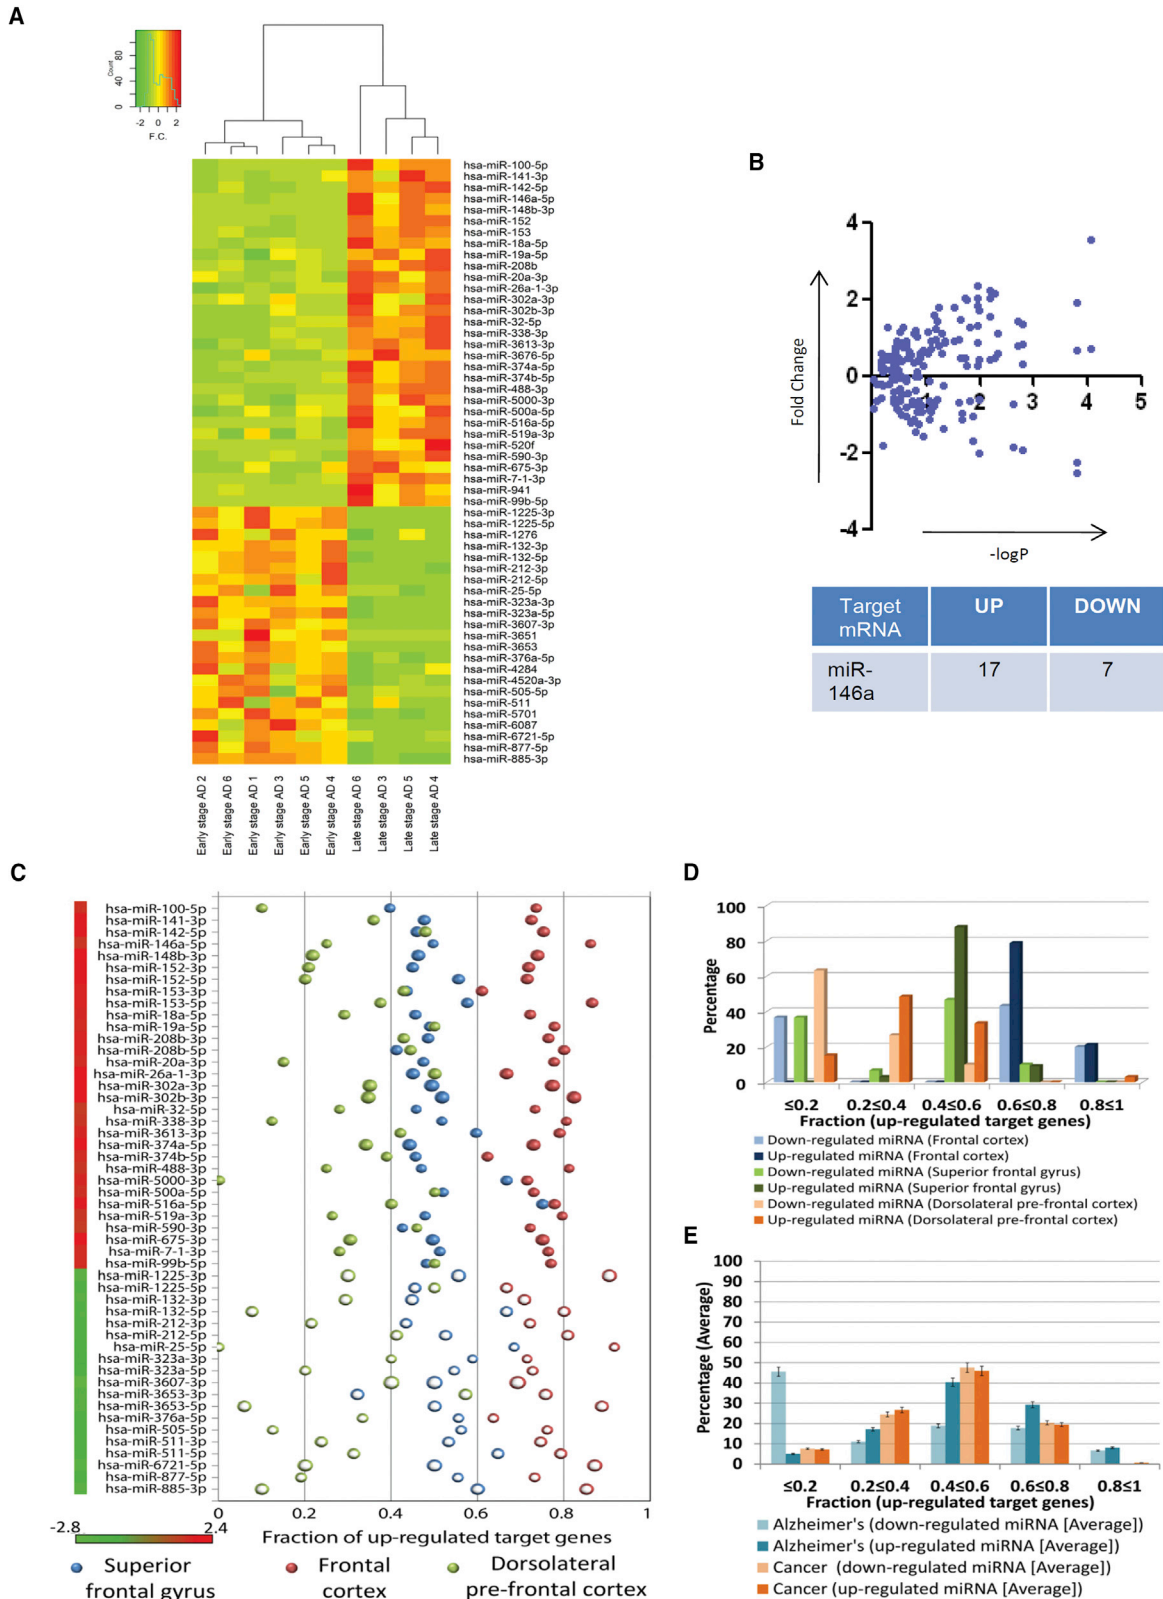 A
Count
0 40 80
-2 0 2
F.C.
hsa-miR-100-5p
hsa-miR-141-3p
hsa-miR-142-5p
hsa-miR-146a-5p
hsa-miR-148b-3p
hsa-miR-152
hsa-miR-153
hsa-miR-18a-5p
hsa-miR-19a-5p
hsa-miR-208b
hsa-miR-20a-3p
hsa-miR-26a-1-3p
hsa-miR-302a-3p
hsa-miR-302b-3p
hsa-miR-32-5p
hsa-miR-338-3p
hsa-miR-3613-3p
hsa-miR-3676-5p
hsa-miR-374a-5p
hsa-miR-374b-5p
hsa-miR-488-3p
hsa-miR-5000-3p
hsa-miR-500a-5p
hsa-miR-516a-5p
hsa-miR-519a-3p
hsa-miR-520f
hsa-miR-590-3p
hsa-miR-675-3p
hsa-miR-7-1-3p
hsa-miR-941
hsa-miR-99b-5p
hsa-miR-1225-3p
hsa-miR-1225-5p
hsa-miR-1276
hsa-miR-132-3p
hsa-miR-132-5p
hsa-miR-212-3p
hsa-miR-212-5p
hsa-miR-25-5p
hsa-miR-323a-3p
hsa-miR-323a-5p
hsa-miR-3607-3p
hsa-miR-3651
hsa-miR-3653
hsa-miR-376a-5p
hsa-miR-4284
hsa-miR-4520a-3p
hsa-miR-505-5p
hsa-miR-511
hsa-miR-5701
hsa-miR-6087
hsa-miR-6721-5p
hsa-miR-877-5p
hsa-miR-885-3p
Early stage AD 2
Early stage AD 6
Early stage AD 1
Early stage AD 3
Early stage AD 5
Early stage AD 4
Late stage AD 6
Late stage AD 3
Late stage AD 5
Late stage AD 4
B
4
2
0
-2
-4
1 2 3 4 5
Fold Change
-logP
Target mRNA UP DOWN
miR-146a 17 7
C
hsa-miR-100-5p
hsa-miR-141-3p
hsa-miR-142-5p
hsa-miR-146a-5p
hsa-miR-148b-3p
hsa-miR-152-3p
hsa-miR-152-5p
hsa-miR-153-3p
hsa-miR-153-5p
hsa-miR-18a-5p
hsa-miR-19a-5p
hsa-miR-208b-3p
hsa-miR-208b-5p
hsa-miR-20a-3p
hsa-miR-26a-1-3p
hsa-miR-302a-3p
hsa-miR-302b-3p
hsa-miR-32-5p
hsa-miR-338-3p
hsa-miR-3613-3p
hsa-miR-374a-5p
hsa-miR-374b-5p
hsa-miR-488-3p
hsa-miR-5000-3p
hsa-miR-500a-5p
hsa-miR-516a-5p
hsa-miR-519a-3p
hsa-miR-590-3p
hsa-miR-675-3p
hsa-miR-7-1-3p
hsa-miR-99b-5p
hsa-miR-1225-3p
hsa-miR-1225-5p
hsa-miR-132-3p
hsa-miR-132-5p
hsa-miR-212-3p
hsa-miR-212-5p
hsa-miR-25-5p
hsa-miR-323a-3p
hsa-miR-323a-5p
hsa-miR-3607-3p
hsa-miR-3653-3p
hsa-miR-3653-5p
hsa-miR-376a-5p
hsa-miR-505-5p
hsa-miR-511-3p
hsa-miR-511-5p
hsa-miR-6721-5p
hsa-miR-877-5p
hsa-miR-885-3p
0 0.2 0.4 0.6 0.8 1
-2.8 2.4
Fraction of up-regulated target genes
Superior frontal gyrus
Frontal cortex
Dorsolateral pre-frontal cortex
D
Percentage
100
80
60
40
20
0
≤0.2 0.2≤0.4 0.4≤0.6 0.6≤0.8 0.8≤1
Fraction (up-regulated target genes)
Down-regulated miRNA (Frontal cortex)
Up-regulated miRNA (Frontal cortex)
Down-regulated miRNA (Superior frontal gyrus)
Up-regulated miRNA (Superior frontal gyrus)
Down-regulated miRNA (Dorsolateral pre-frontal cortex)
Up-regulated miRNA (Dorsolateral pre-frontal cortex)
E
Percentage (Average)
100
90
80
70
60
50
40
30
20
10
0
≤0.2 0.2≤0.4 0.4≤0.6 0.6≤0.8 0.8≤1
Fraction (up-regulated target genes)
Alzheimer's (down-regulated miRNA [Average])
Alzheimer's (up-regulated miRNA [Average])
Cancer (down-regulated miRNA [Average])
Cancer (up-regulated miRNA [Average])